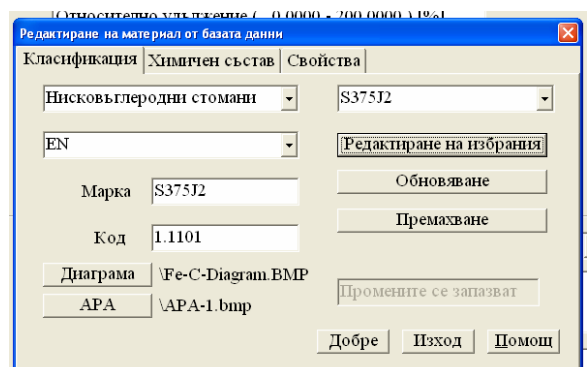 Относително удължение ( 0.0000 - 200.0000 ) [%]
Редактиране на материал от базата данни
Класификация Химичен състав Свойства
Нисковъглеродни стомани S375J2
EN Редактиране на избрания
Марка S375J2 Обновяване
Код 1.1101 Премахване
Диаграма \Fe-C-Diagram.BMP
АРА \APA-1.bmp Промените се запазват
Добре Изход Помощ